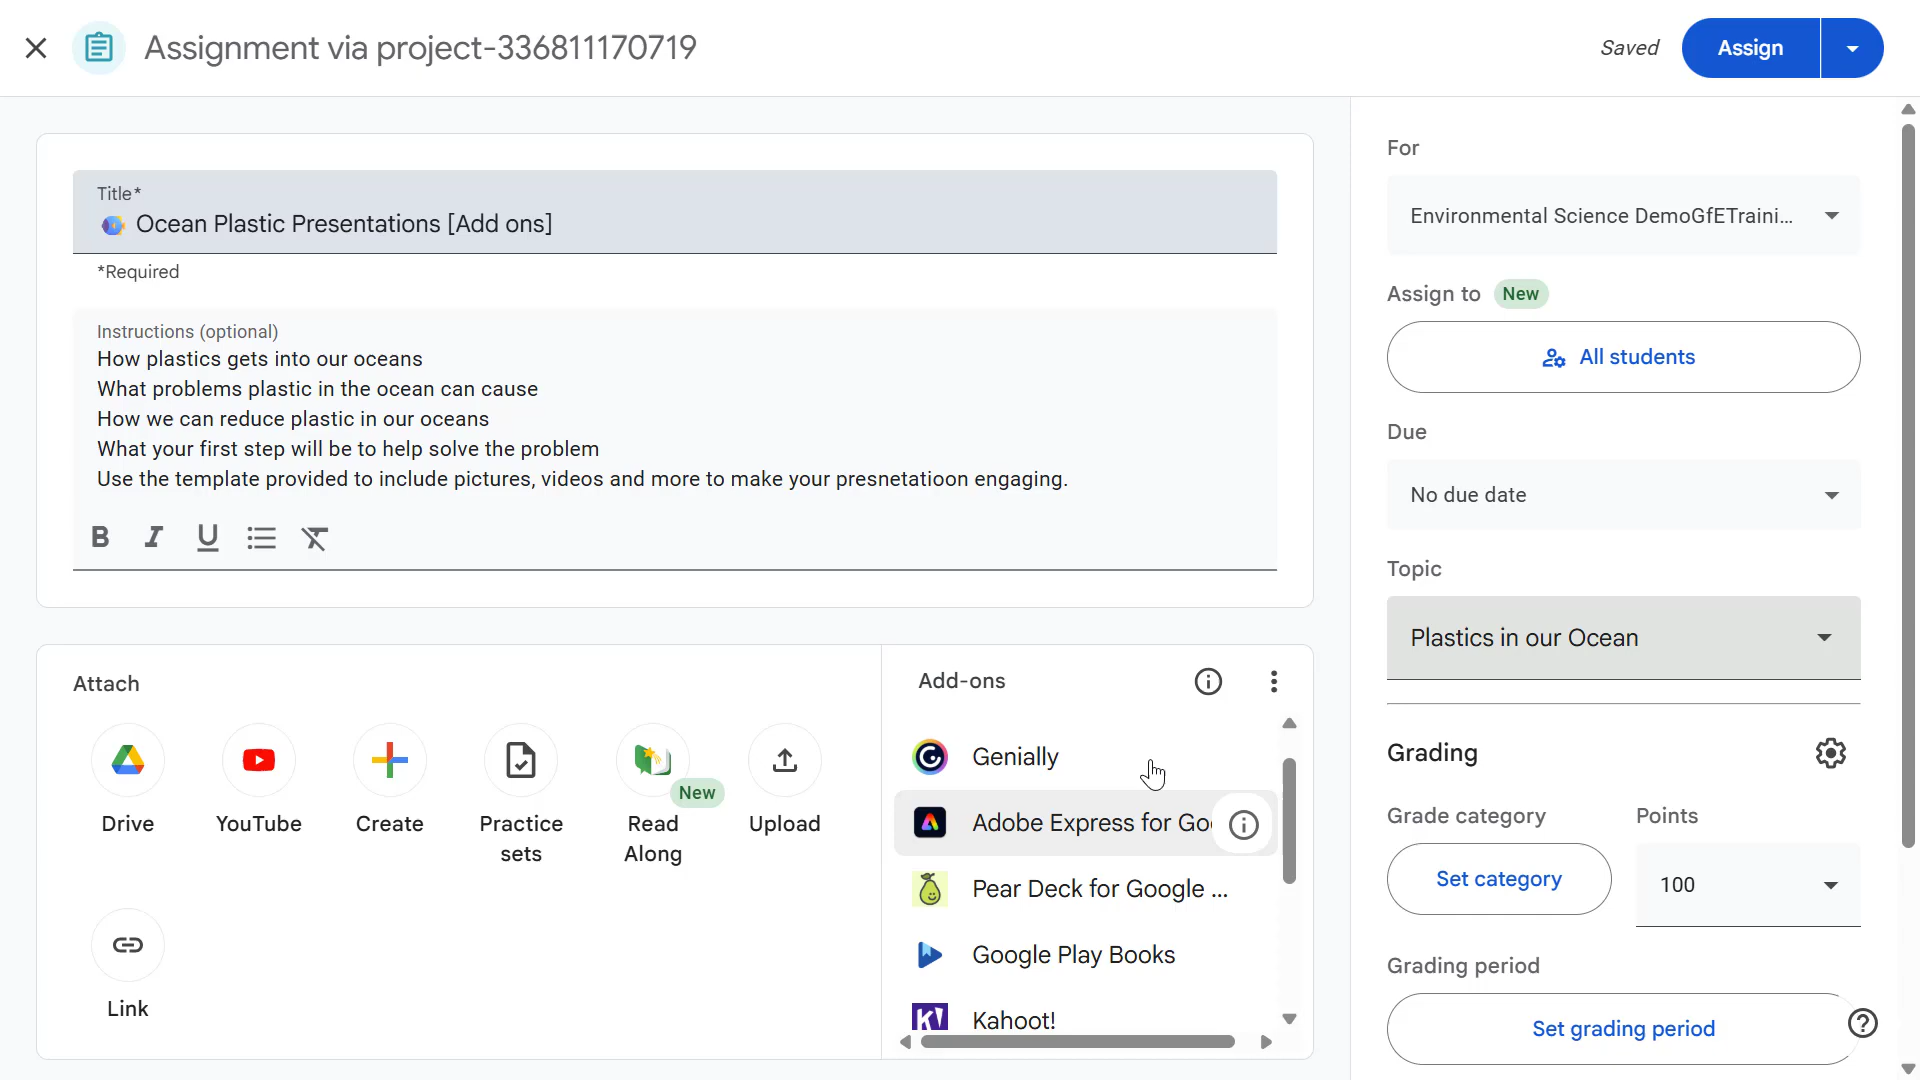 Assignment via project-336811170719
Saved
Assign
Title*
Ocean Plastic Presentations [Add ons]
*Required
Instructions (optional)
How plastics gets into our oceans
What problems plastic in the ocean can cause
How we can reduce plastic in our oceans
What your first step will be to help solve the problem
Use the template provided to include pictures, videos and more to make your presnetatioon engaging.
B I U
Attach
Drive
YouTube
Create
Practice sets
New
Read Along
Upload
Link
Add-ons
Genially
Adobe Express for Goo
Pear Deck for Google ...
Google Play Books
K!
Kahoot!
For
Environmental Science DemoGfETraini...
Assign to
New
All students
Due
No due date
Topic
Plastics in our Ocean
Grading
Grade category
Points
Set category
100
Grading period
Set grading period